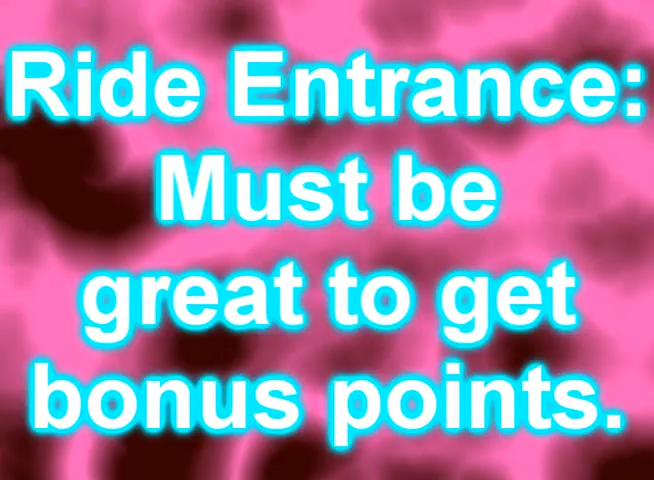 Ride Entrance:
Must be
great to get
bonus points.